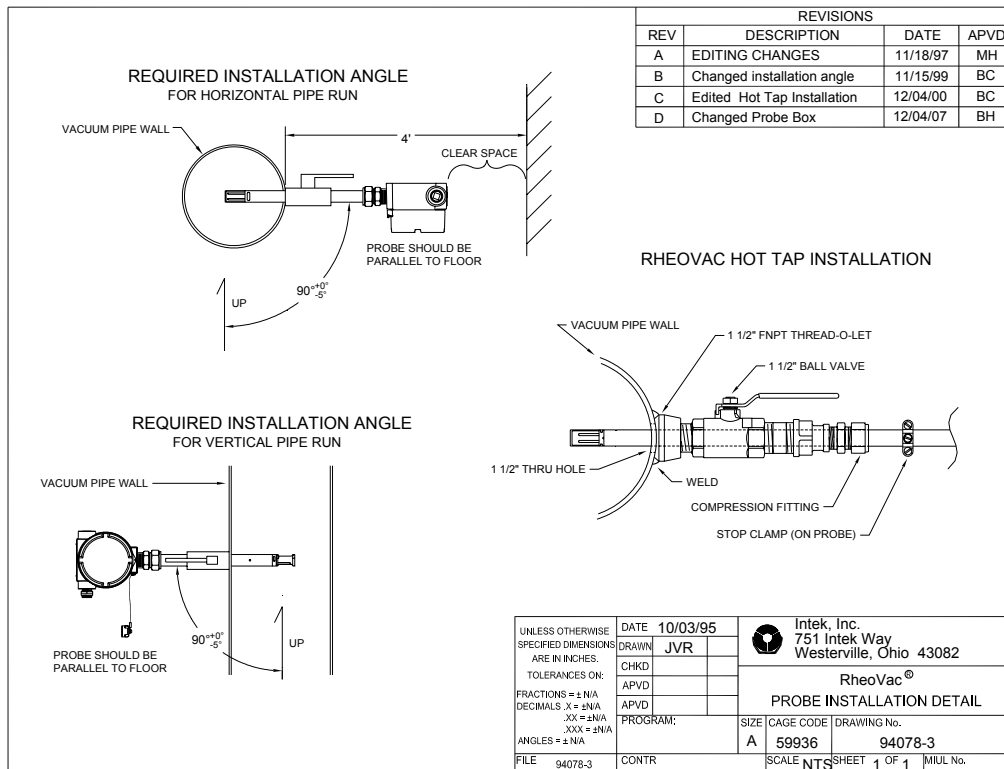 REVISIONS
REV DESCRIPTION DATE APVD
A EDITING CHANGES 11/18/97 MH
B Changed installation angle 11/15/99 BC
C Edited Hot Tap Installation 12/04/00 BC
D Changed Probe Box 12/04/07 BH
REQUIRED INSTALLATION ANGLE
FOR HORIZONTAL PIPE RUN
VACUUM PIPE WALL
4'
CLEAR SPACE
PROBE SHOULD BE
PARALLEL TO FLOOR
90°+0°
-5°
UP
RHEOVAC HOT TAP INSTALLATION
VACUUM PIPE WALL
1 1/2" FNPT THREAD-O-LET
1 1/2" BALL VALVE
1 1/2" THRU HOLE
WELD
COMPRESSION FITTING
STOP CLAMP (ON PROBE)
REQUIRED INSTALLATION ANGLE
FOR VERTICAL PIPE RUN
VACUUM PIPE WALL
90°+0°
-5°
UP
PROBE SHOULD BE
PARALLEL TO FLOOR
UNLESS OTHERWISE
SPECIFIED DIMENSIONS
ARE IN INCHES.
TOLERANCES ON:
FRACTIONS = ± N/A
DECIMALS .X = ±N/A
.XX = ±N/A
.XXX = ±N/A
ANGLES = ± N/A
FILE 94078-3
DATE 10/03/95
DRAWN JVR
CHKD
APVD
APVD
PROGRAM:
CONTR
Intek, Inc.
751 Intek Way
Westerville, Ohio 43082
RheoVac®
PROBE INSTALLATION DETAIL
SIZE CAGE CODE DRAWING No.
A 59936 94078-3
SCALE NTS SHEET 1 OF 1 MIUL No.